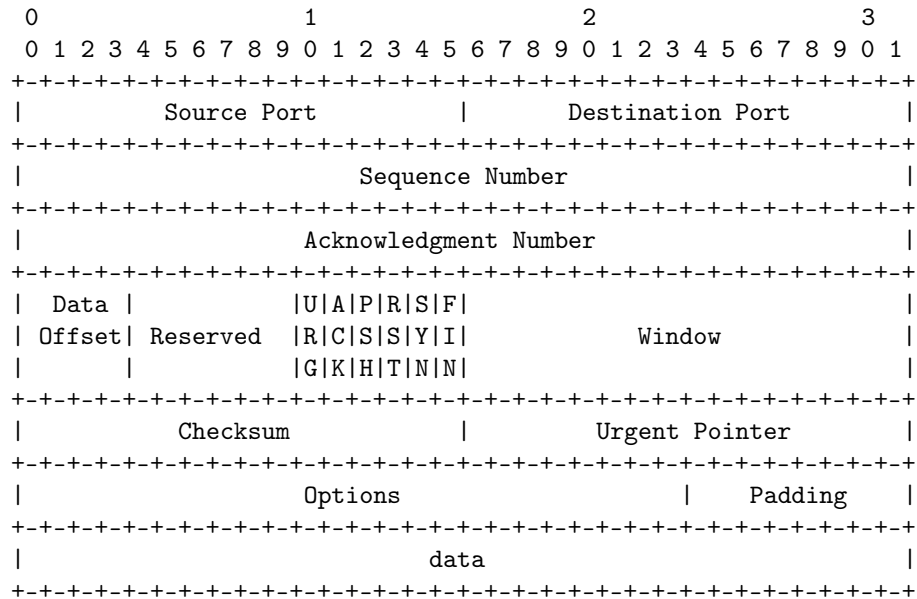 0                   1                   2                   3
 0 1 2 3 4 5 6 7 8 9 0 1 2 3 4 5 6 7 8 9 0 1 2 3 4 5 6 7 8 9 0 1
+-+-+-+-+-+-+-+-+-+-+-+-+-+-+-+-+-+-+-+-+-+-+-+-+-+-+-+-+-+-+-+-+
|          Source Port          |       Destination Port        |
+-+-+-+-+-+-+-+-+-+-+-+-+-+-+-+-+-+-+-+-+-+-+-+-+-+-+-+-+-+-+-+-+
|                        Sequence Number                        |
+-+-+-+-+-+-+-+-+-+-+-+-+-+-+-+-+-+-+-+-+-+-+-+-+-+-+-+-+-+-+-+-+
|                    Acknowledgment Number                      |
+-+-+-+-+-+-+-+-+-+-+-+-+-+-+-+-+-+-+-+-+-+-+-+-+-+-+-+-+-+-+-+-+
|  Data |           |U|A|P|R|S|F|                               |
| Offset| Reserved  |R|C|S|S|Y|I|            Window             |
|       |           |G|K|H|T|N|N|                               |
+-+-+-+-+-+-+-+-+-+-+-+-+-+-+-+-+-+-+-+-+-+-+-+-+-+-+-+-+-+-+-+-+
|           Checksum            |         Urgent Pointer        |
+-+-+-+-+-+-+-+-+-+-+-+-+-+-+-+-+-+-+-+-+-+-+-+-+-+-+-+-+-+-+-+-+
|                    Options                    |    Padding    |
+-+-+-+-+-+-+-+-+-+-+-+-+-+-+-+-+-+-+-+-+-+-+-+-+-+-+-+-+-+-+-+-+
|                             data                              |
+-+-+-+-+-+-+-+-+-+-+-+-+-+-+-+-+-+-+-+-+-+-+-+-+-+-+-+-+-+-+-+-+